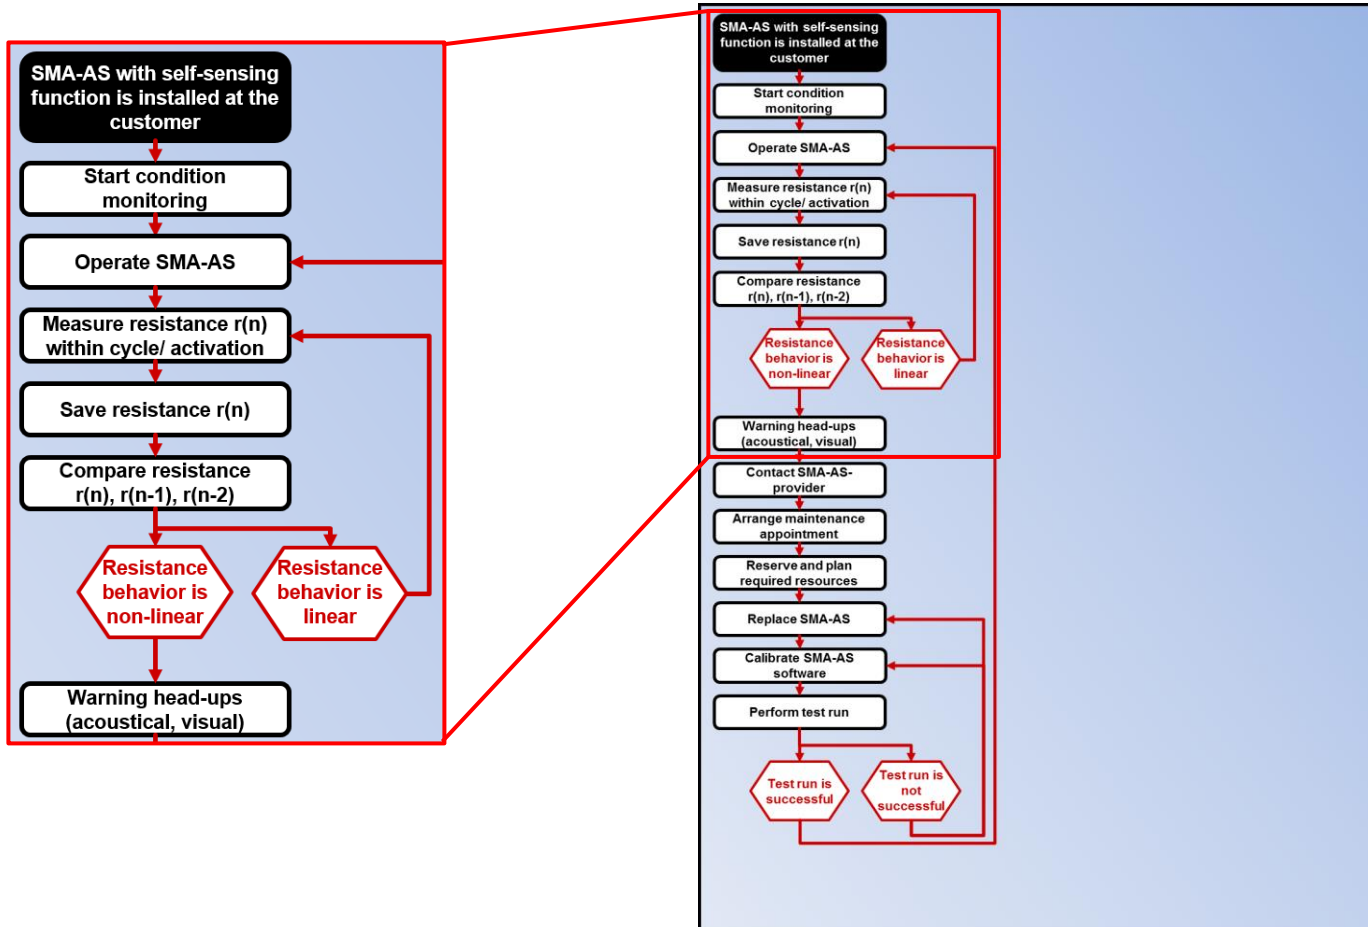 SMA-AS with self-sensing
function is installed at the
customer
Start condition
monitoring
Operate SMA-AS
Measure resistance r(n)
within cycle/ activation
Save resistance r(n)
Compare resistance
r(n), r(n-1), r(n-2)
Resistance
behavior is
non-linear
Resistance
behavior is
linear
Warning head-ups
(acoustical, visual)
SMA-AS with self-sensing
function is installed at the
customer
Start condition
monitoring
Operate SMA-AS
Measure resistance r(n)
within cycle/ activation
Save resistance r(n)
Compare resistance
r(n), r(n-1), r(n-2)
Resistance
behavior is
non-linear
Resistance
behavior is
linear
Warning head-ups
(acoustical, visual)
Contact SMA-AS-
provider
Arrange maintenance
appointment
Reserve and plan
required resources
Replace SMA-AS
Calibrate SMA-AS
software
Perform test run
Test run is
successful
Test run is
not
successful